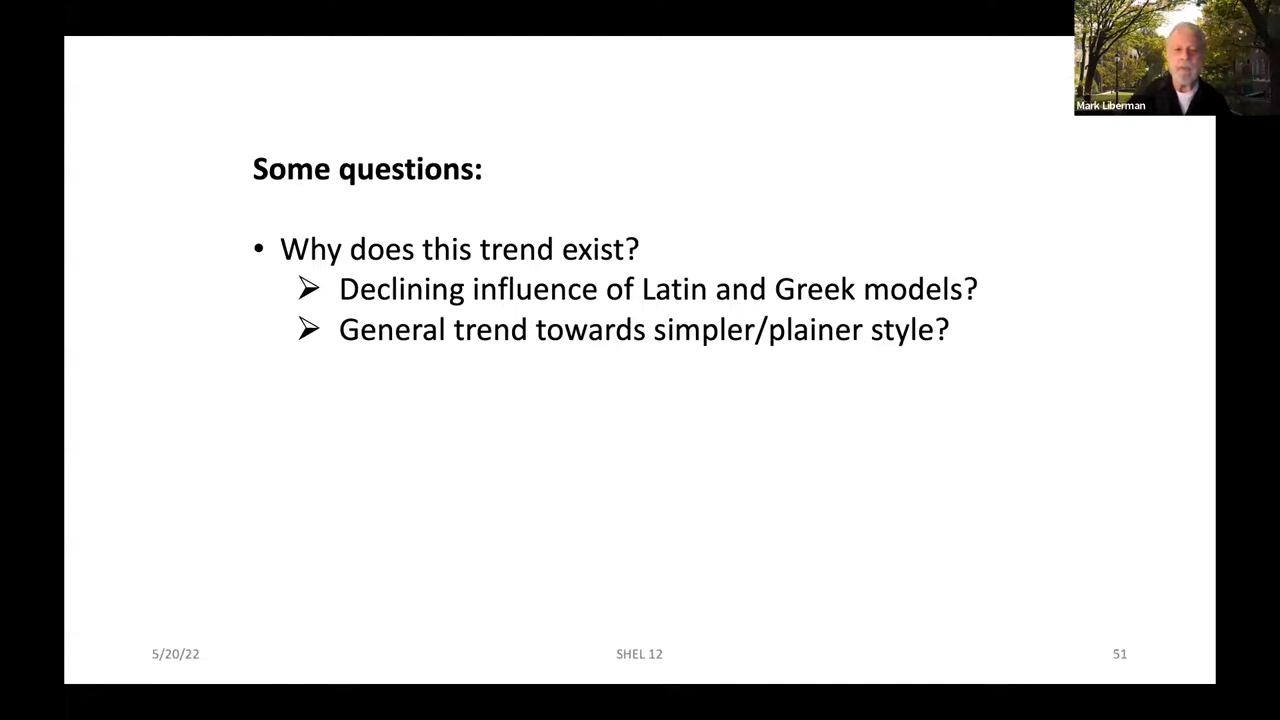 Mark Liberman
Some questions:
• Why does this trend exist?
➢ Declining influence of Latin and Greek models?
➢ General trend towards simpler/plainer style?
5/20/22 SHEL 12 51